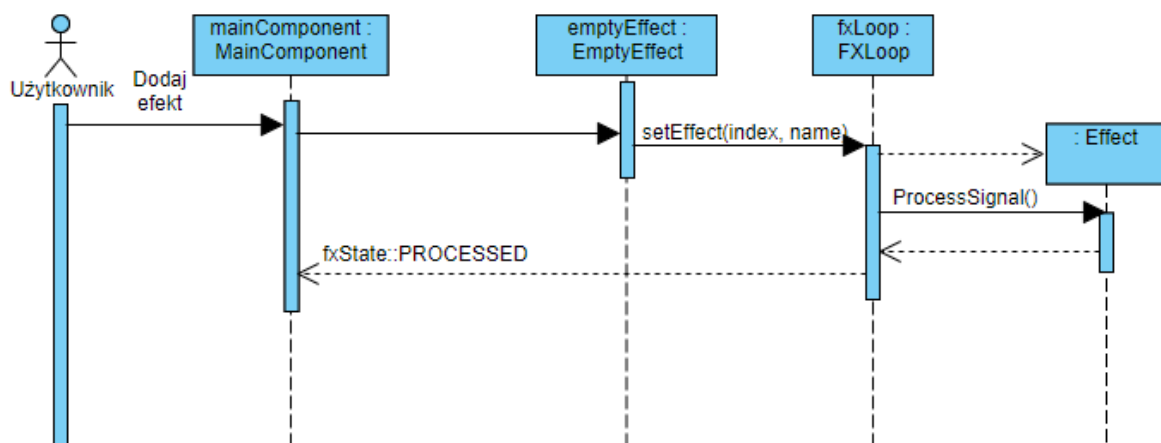 mainComponent :
MainComponent
emptyEffect :
EmptyEffect
fxLoop :
FXLoop
Użytkownik
Dodaj
efekt
setEffect(index, name)
: Effect
ProcessSignal()
fxState::PROCESSED